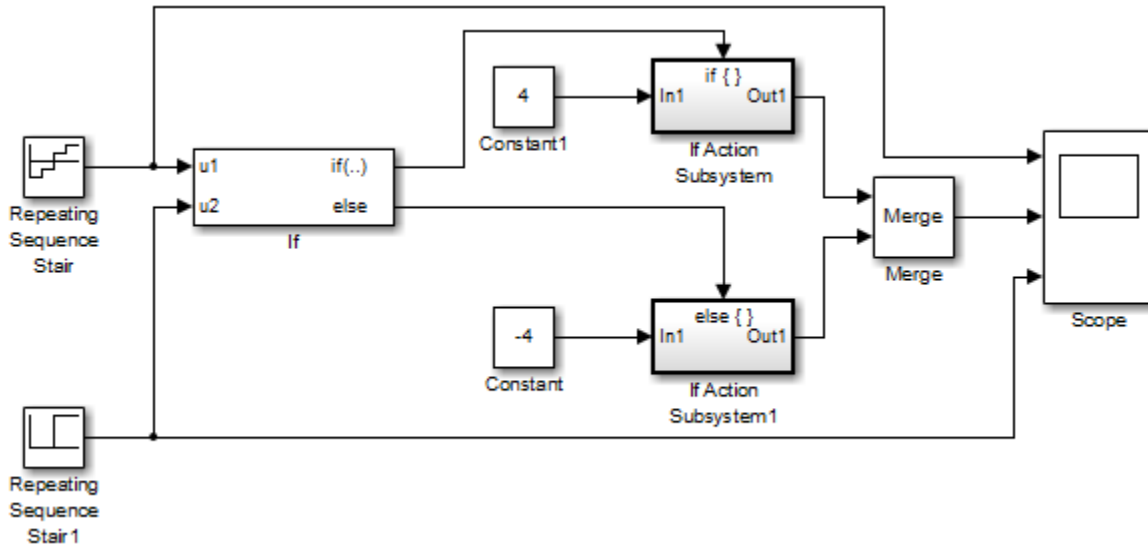 if { }
In1
Out1
4
Constant1
If Action
Subsystem
u1
if(..)
u2
else
If
Repeating
Sequence
Stair
Merge
Merge
Scope
else { }
In1
Out1
-4
Constant
If Action
Subsystem1
Repeating
Sequence
Stair1